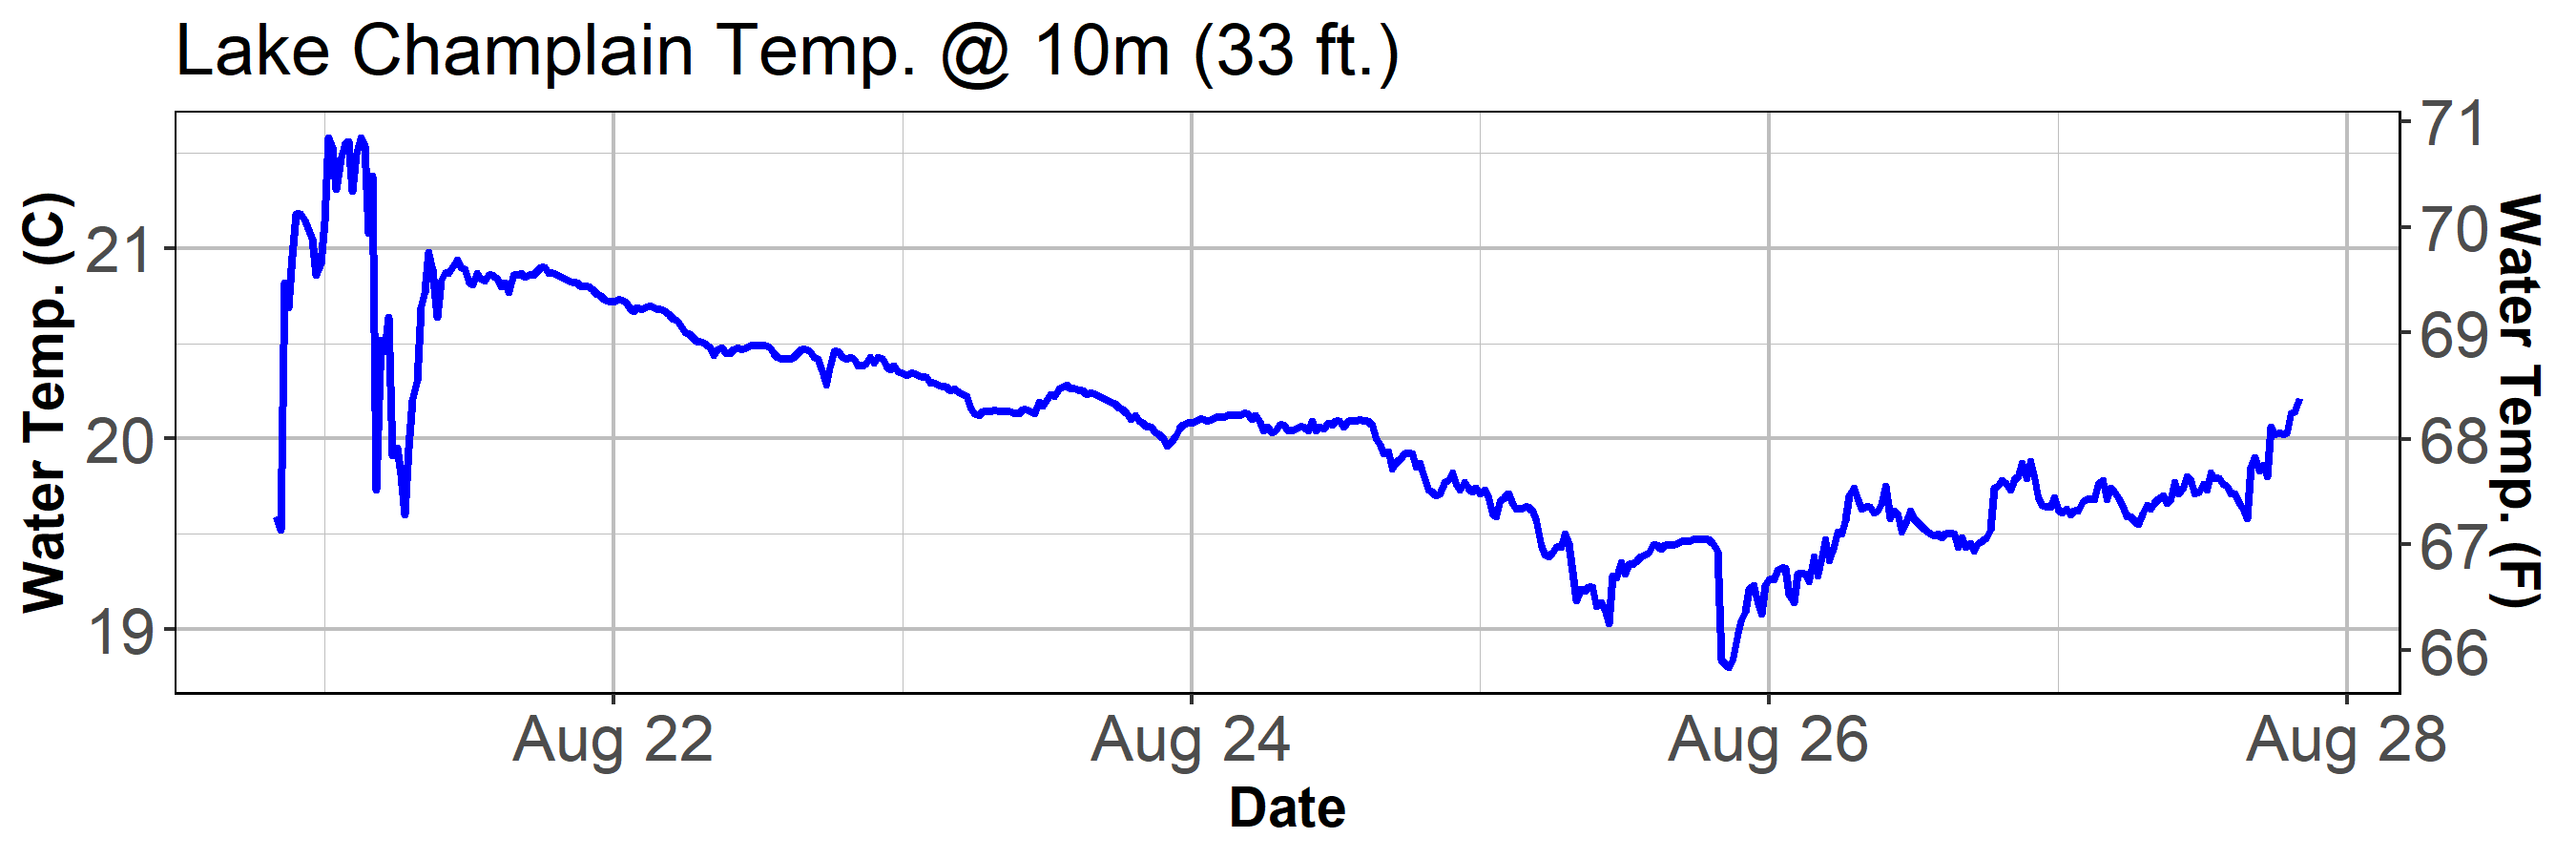 Lake Champlain Temp. @ 10m (33 ft.)
Water Temp. (C)
21
20
19
71
70
69
68
67
66
Water Temp. (F)
Aug 22
Aug 24
Aug 26
Aug 28
Date